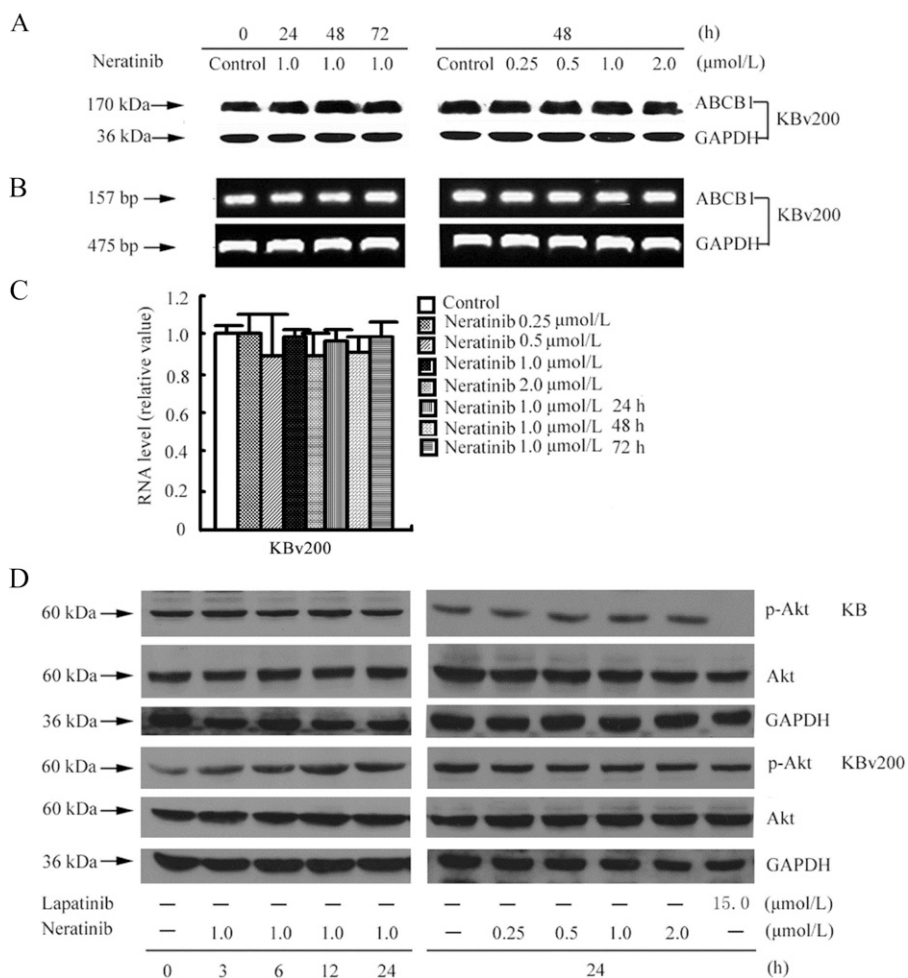 A
0 24 48 72 48 (h)
Neratinib Control 1.0 1.0 1.0 Control 0.25 0.5 1.0 2.0 (μmol/L)
170 kDa ABCB1
KBv200
36 kDa GAPDH
B
157 bp ABCB1
KBv200
475 bp GAPDH
C
RNA level (relative value)
1.2
1.0
0.8
0.6
0.4
0.2
0
KBv200
Control
Neratinib 0.25 μmol/L
Neratinib 0.5 μmol/L
Neratinib 1.0 μmol/L
Neratinib 2.0 μmol/L
Neratinib 1.0 μmol/L 24 h
Neratinib 1.0 μmol/L 48 h
Neratinib 1.0 μmol/L 72 h
D
60 kDa p-Akt KB
60 kDa Akt
36 kDa GAPDH
60 kDa p-Akt KBv200
60 kDa Akt
36 kDa GAPDH
Lapatinib — — — — — — — — — — 15.0 (μmol/L)
Neratinib — 1.0 1.0 1.0 1.0 — 0.25 0.5 1.0 2.0 — (μmol/L)
0 3 6 12 24 24 (h)